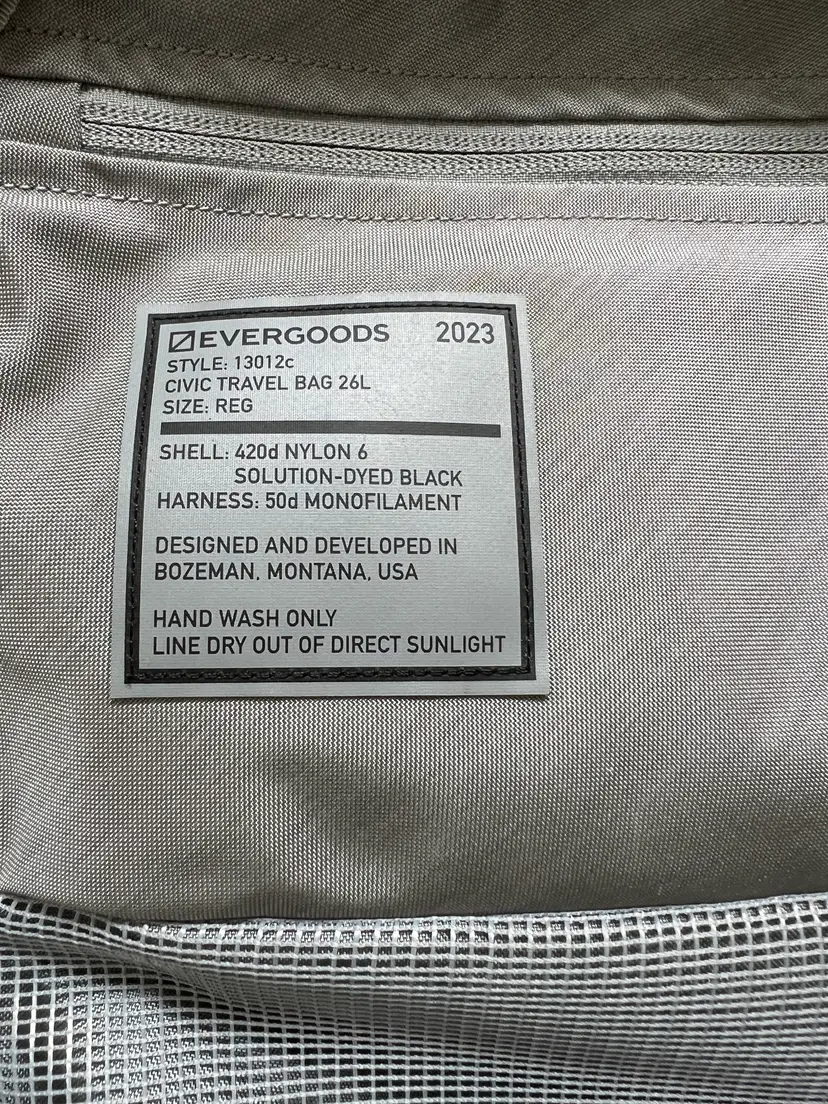 EVERGOODS 2023
STYLE: 13012c
CIVIC TRAVEL BAG 26L
SIZE: REG
SHELL: 420d NYLON 6
SOLUTION-DYED BLACK
HARNESS: 50d MONOFILAMENT
DESIGNED AND DEVELOPED IN
BOZEMAN, MONTANA, USA
HAND WASH ONLY
LINE DRY OUT OF DIRECT SUNLIGHT